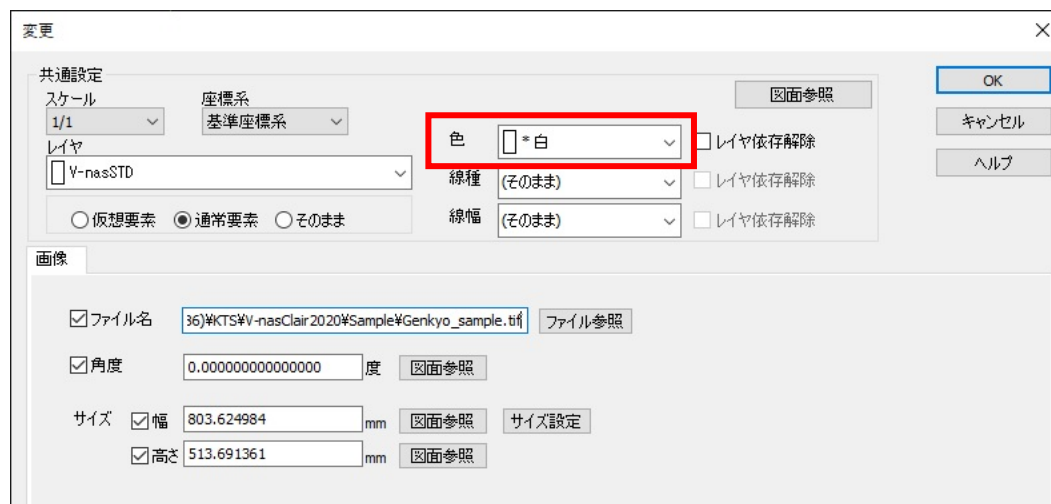 変更
共通設定
スケール
座標系
図面参照
OK
1/1
基準座標系
キャンセル
レイヤ
色
*白
レイヤ依存解除
ヘルプ
V-nasSTD
線種
(そのまま)
レイヤ依存解除
仮想要素
通常要素
そのまま
線幅
(そのまま)
レイヤ依存解除
画像
ファイル名
36)¥KTS¥V-nasClair2020¥Sample¥Genkyo_sample.tif
ファイル参照
角度
0.000000000000000
度
図面参照
サイズ
幅
803.624984
mm
図面参照
サイズ設定
高さ
513.691361
mm
図面参照